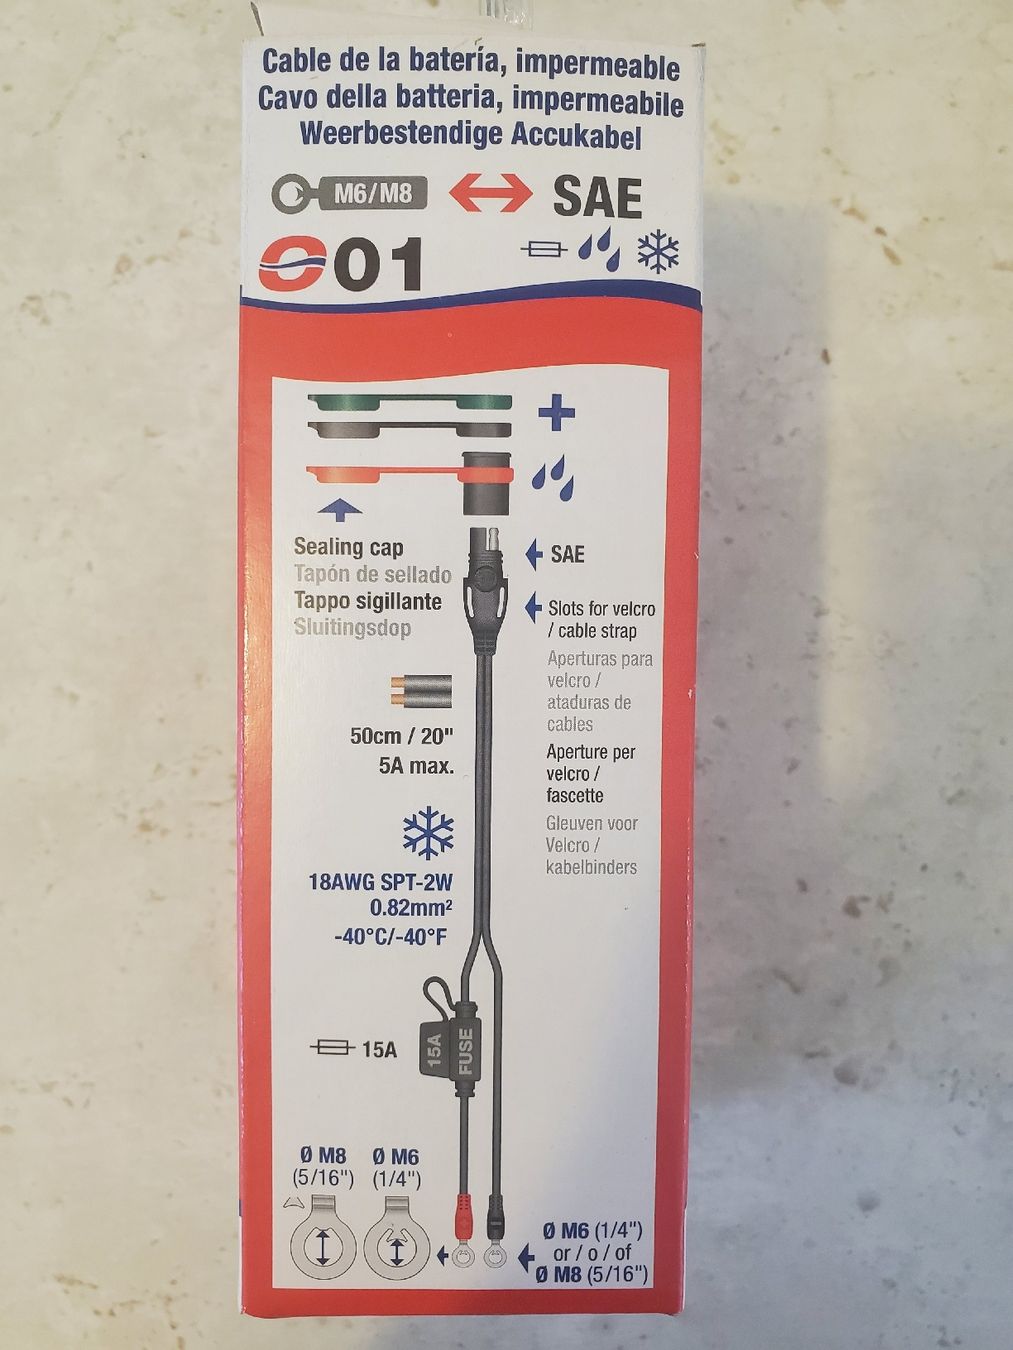 Cable de la batería, impermeable
Cavo della batteria, impermeabile
Weerbestendige Accukabel
M6/M8
SAE
O01
Sealing cap
Tapón de sellado
Tappo sigillante
Sluitingsdop
SAE
Slots for velcro
/ cable strap
Aperturas para
velcro /
ataduras de
cables
Aperture per
velcro /
fascette
Gleuven voor
Velcro /
kabelbinders
50cm / 20"
5A max.
18AWG SPT-2W
0.82mm²
-40°C/-40°F
15A
15A
FUSE
Ø M8
(5/16")
Ø M6
(1/4")
Ø M6 (1/4")
or / o / of
Ø M8 (5/16")